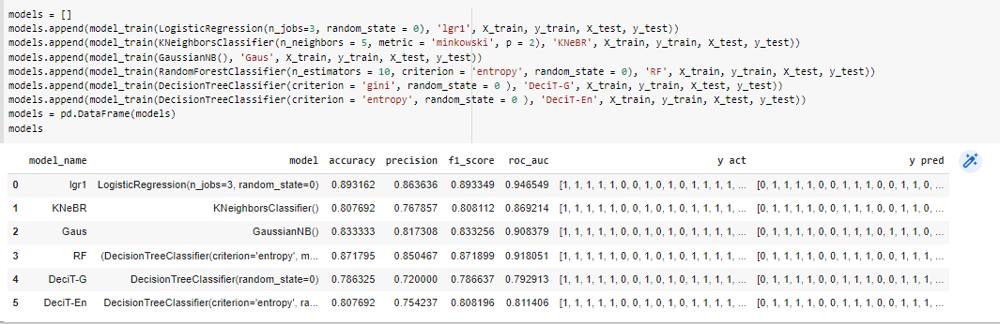 models = []
models.append(model_train(LogisticRegression(n_jobs=3, random_state = 0), 'lgr1', X_train, y_train, X_test, y_test))
models.append(model_train(KNeighborsClassifier(n_neighbors = 5, metric = 'minkowski', p = 2), 'KNeBR', X_train, y_train, X_test, y_test))
models.append(model_train(GaussianNB(), 'Gaus', X_train, y_train, X_test, y_test))
models.append(model_train(RandomForestClassifier(n_estimators = 10, criterion = 'entropy', random_state = 0), 'RF', X_train, y_train, X_test, y_test))
models.append(model_train(DecisionTreeClassifier(criterion = 'gini', random_state = 0 ), 'DeciT-G', X_train, y_train, X_test, y_test))
models.append(model_train(DecisionTreeClassifier(criterion = 'entropy', random_state = 0 ), 'DeciT-En', X_train, y_train, X_test, y_test))
models = pd.DataFrame(models)
models
model_name model accuracy precision f1_score roc_auc y act y pred
0 lgr1 LogisticRegression(n_jobs=3, random_state=0) 0.893162 0.863636 0.893349 0.946549 [1, 1, 1, 1, 1, 0, 0, 1, 0, 1, 0, 1, 1, 1, 1, ... [0, 1, 1, 1, 1, 0, 0, 1, 1, 1, 0, 0, 1, 1, 0, ...
1 KNeBR KNeighborsClassifier() 0.807692 0.767857 0.808112 0.869214 [1, 1, 1, 1, 1, 0, 0, 1, 0, 1, 0, 1, 1, 1, 1, ... [0, 1, 1, 1, 1, 0, 0, 1, 1, 1, 0, 0, 1, 1, 0, ...
2 Gaus GaussianNB() 0.833333 0.817308 0.833256 0.908379 [1, 1, 1, 1, 1, 0, 0, 1, 0, 1, 0, 1, 1, 1, 1, ... [0, 1, 1, 1, 1, 0, 0, 1, 1, 1, 0, 1, 1, 1, 0, ...
3 RF (DecisionTreeClassifier(criterion='entropy', m... 0.871795 0.850467 0.871899 0.918051 [1, 1, 1, 1, 1, 0, 0, 1, 0, 1, 0, 1, 1, 1, 1, ... [0, 1, 1, 1, 1, 0, 0, 1, 1, 1, 0, 0, 1, 1, 1, ...
4 DeciT-G DecisionTreeClassifier(random_state=0) 0.786325 0.720000 0.786637 0.792913 [1, 1, 1, 1, 1, 0, 0, 1, 0, 1, 0, 1, 1, 1, 1, ... [0, 1, 1, 1, 1, 0, 0, 1, 1, 1, 0, 0, 1, 1, 1, ...
5 DeciT-En DecisionTreeClassifier(criterion='entropy', ra... 0.807692 0.754237 0.808196 0.811406 [1, 1, 1, 1, 1, 0, 0, 1, 0, 1, 0, 1, 1, 1, 1, ... [0, 1, 1, 1, 1, 0, 0, 1, 1, 1, 0, 0, 1, 1, 1, ...